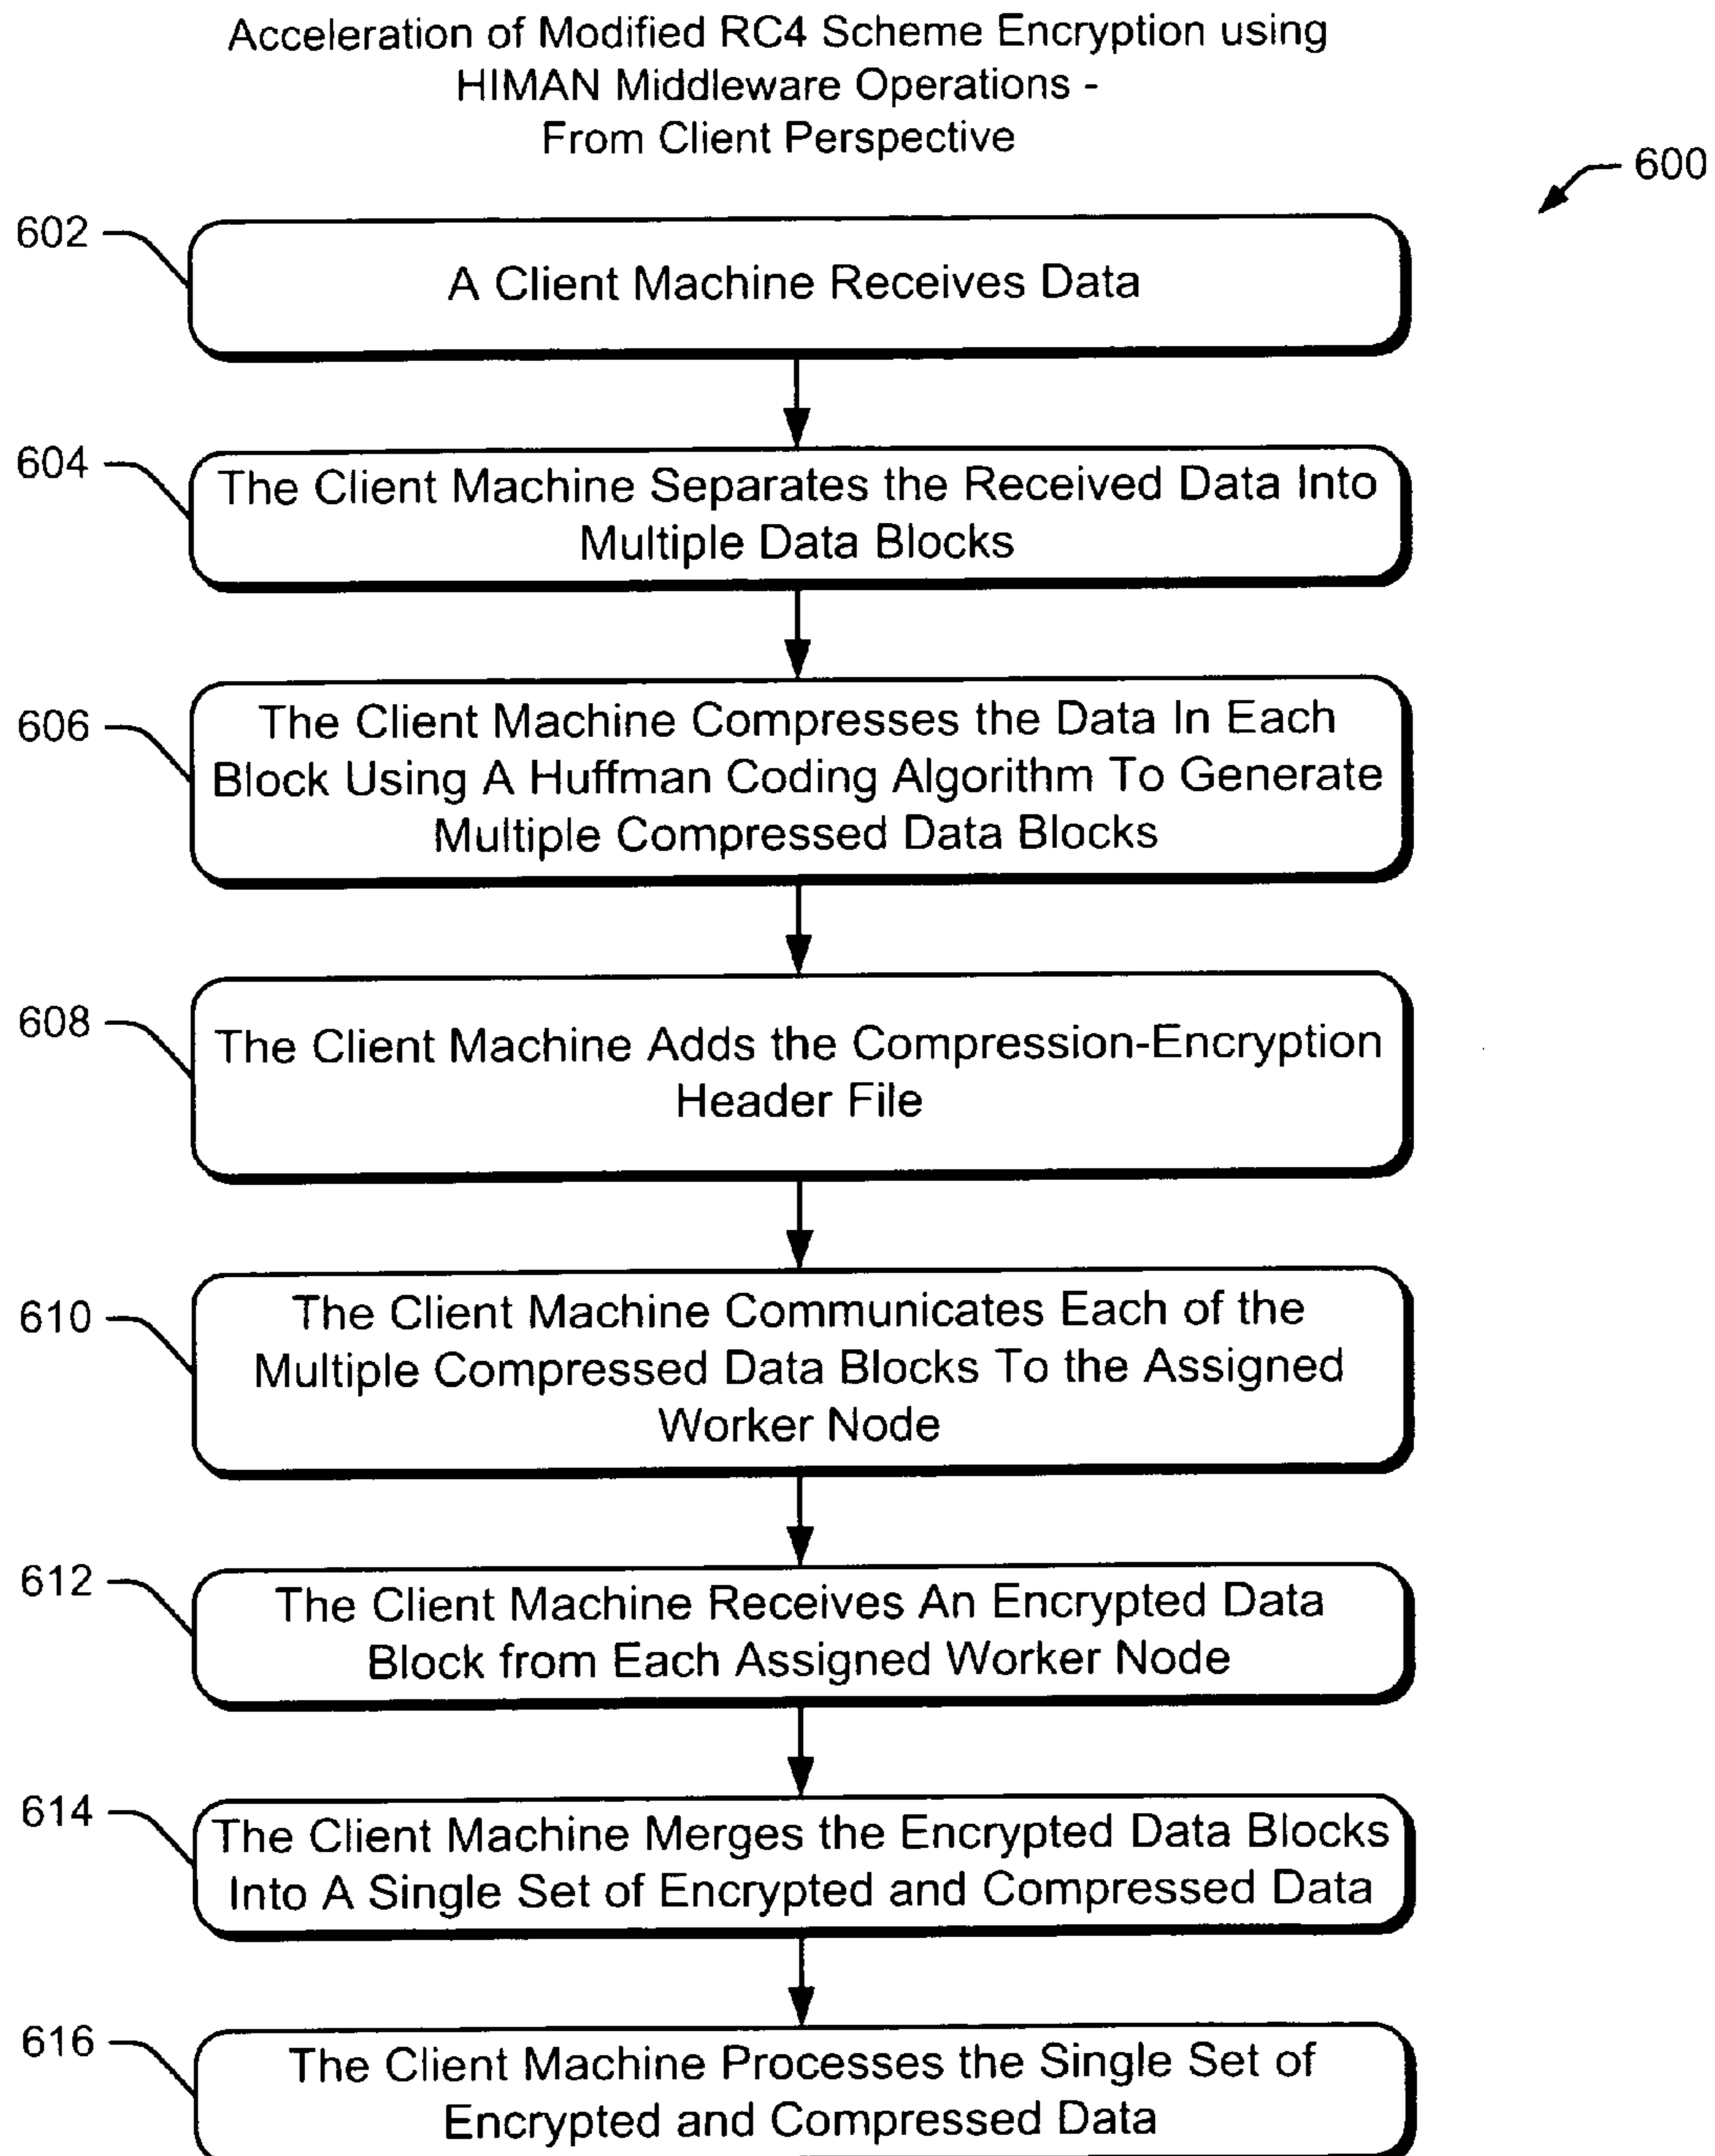 Acceleration of Modified RC4 Scheme Encryption using
HIMAN Middleware Operations -
From Client Perspective
600
602
A Client Machine Receives Data
604
The Client Machine Separates the Received Data Into
Multiple Data Blocks
606
The Client Machine Compresses the Data In Each
Block Using A Huffman Coding Algorithm To Generate
Multiple Compressed Data Blocks
608
The Client Machine Adds the Compression-Encryption
Header File
610
The Client Machine Communicates Each of the
Multiple Compressed Data Blocks To the Assigned
Worker Node
612
The Client Machine Receives An Encrypted Data
Block from Each Assigned Worker Node
614
The Client Machine Merges the Encrypted Data Blocks
Into A Single Set of Encrypted and Compressed Data
616
The Client Machine Processes the Single Set of
Encrypted and Compressed Data